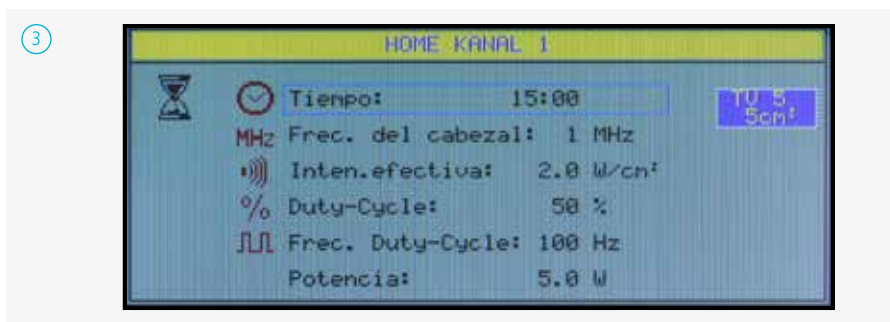 3
HOME KANAL 1
Tiempo: 15:00
TU 5
5cm²
MHz Frec. del cabezal: 1 MHz
Inten.efectiva: 2.0 W/cm²
% Duty-Cycle: 50 %
Frec. Duty-Cycle: 100 Hz
Potencia: 5.0 W